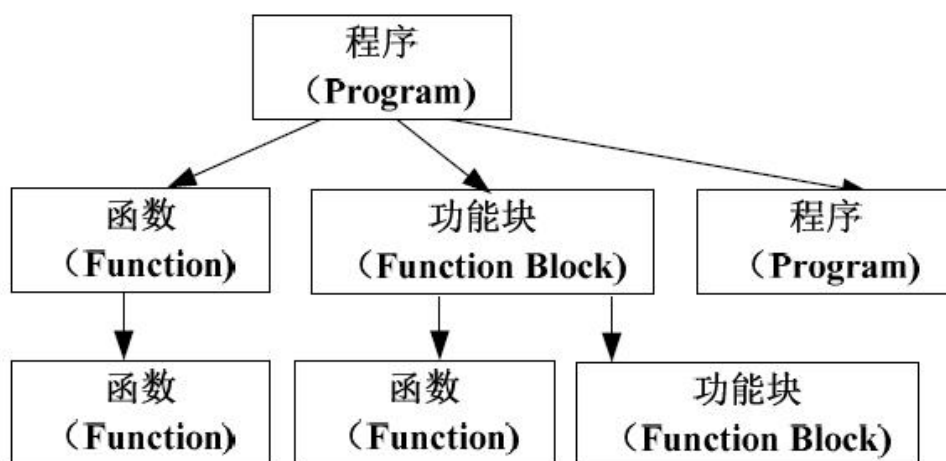 程序
（Program)
函数
（Function)
功能块
（Function Block)
程序
（Program)
函数
（Function)
函数
（Function)
功能块
（Function Block)